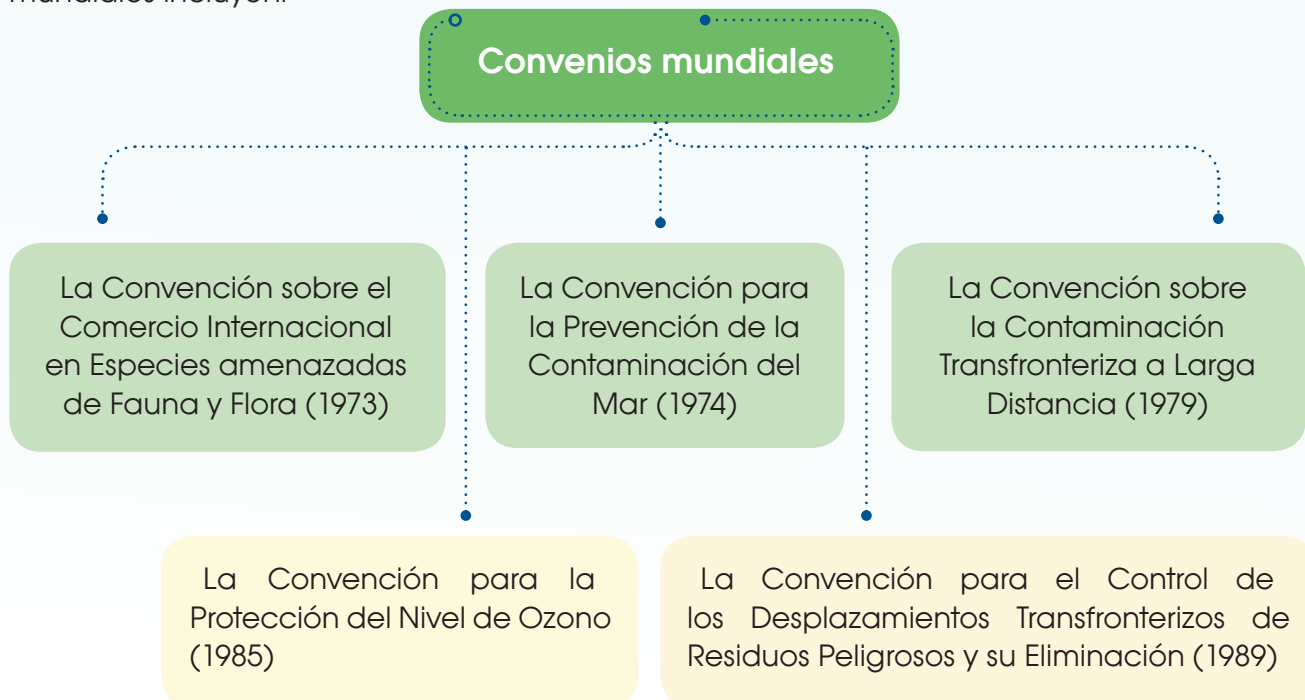 mundiales incluyen:
Convenios mundiales
La Convención sobre el
Comercio Internacional
en Especies amenazadas
de Fauna y Flora (1973)
La Convención para
la Prevención de la
Contaminación del
Mar (1974)
La Convención sobre
la Contaminación
Transfronteriza a Larga
Distancia (1979)
La Convención para la
Protección del Nivel de Ozono
(1985)
La Convención para el Control de
los Desplazamientos Transfronterizos de
Residuos Peligrosos y su Eliminación (1989)